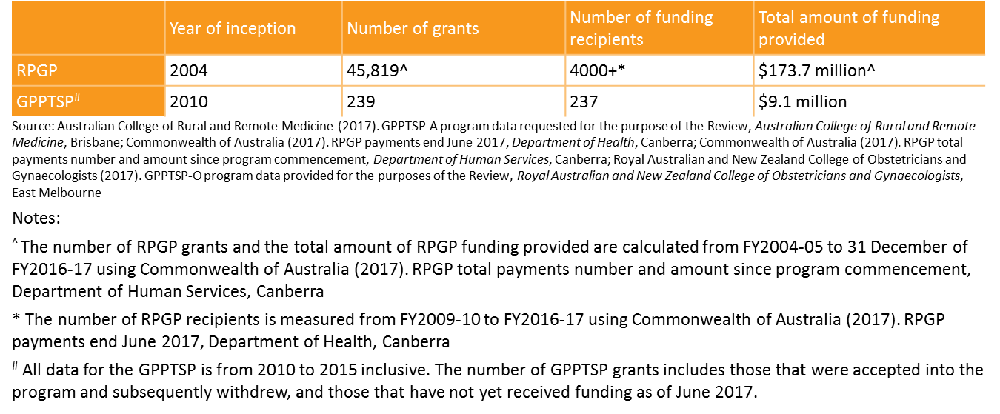 Year of inception Number of grants Number of funding recipients Total amount of funding provided
RPGP 2004 45,819^ 4000+* $173.7 million^
GPPTSP# 2010 239 237 $9.1 million
Source: Australian College of Rural and Remote Medicine (2017). GPPTSP-A program data requested for the purpose of the Review, Australian College of Rural and Remote
Medicine, Brisbane; Commonwealth of Australia (2017). RPGP payments end June 2017, Department of Health, Canberra; Commonwealth of Australia (2017). RPGP total
payments number and amount since program commencement, Department of Human Services, Canberra; Royal Australian and New Zealand College of Obstetricians and
Gynaecologists (2017). GPPTSP-O program data provided for the purposes of the Review, Royal Australian and New Zealand College of Obstetricians and Gynaecologists,
East Melbourne
Notes:
^ The number of RPGP grants and the total amount of RPGP funding provided are calculated from FY2004-05 to 31 December of
FY2016-17 using Commonwealth of Australia (2017). RPGP total payments number and amount since program commencement,
Department of Human Services, Canberra
* The number of RPGP recipients is measured from FY2009-10 to FY2016-17 using Commonwealth of Australia (2017). RPGP
payments end June 2017, Department of Health, Canberra
# All data for the GPPTSP is from 2010 to 2015 inclusive. The number of GPPTSP grants includes those that were accepted into the
program and subsequently withdrew, and those that have not yet received funding as of June 2017.